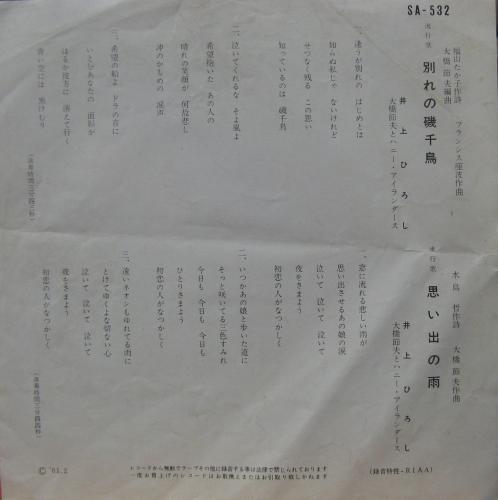 SA-532
流行歌
別れの磯千鳥
福山たか子作詩
フランシス座波作曲
大橋節夫編曲
井上ひろし
大橋節夫とハニー・アイランダース
一、逢うが別れの はじめとは
知らぬ私じゃ ないけれど
せつなく残る この思い
知っているのは 磯千鳥
二、泣いてくれるな そよ風よ
希望抱いた あの人の
晴れの笑顔が 何故悲し
沖のかもめの 涙声
三、希望の船よ ドラの音に
いとしあなたの 面影が
はるか彼方に 消えて行く
青い空には 黒けむり
流行歌
思い出の雨
水島 哲作詩
大橋節夫作曲
井上ひろし
大橋節夫とハニー・アイランダース
一、窓に流れる悲しい雨が
思い出させるあの娘の涙
泣いて 泣いて 泣いて
夜をさまよう
初恋の人がなつかしく
二、いつかあの娘と歩いた道に
そっと咲いてる三色すみれ
今日も 今日も 今日も
ひとりさまよう
初恋の人がなつかしく
三、遠いネオンもゆれてる雨に
とけてゆくよな切ない心
泣いて 泣いて 泣いて
夜をさまよう
初恋の人がなつかしく
© '61.2
レコードから無断でテープその他に録音する事は法律で禁じられております
一度お買上げのレコードはお取換えまたはお引取り致しかねます
(録音特性-RIAA)